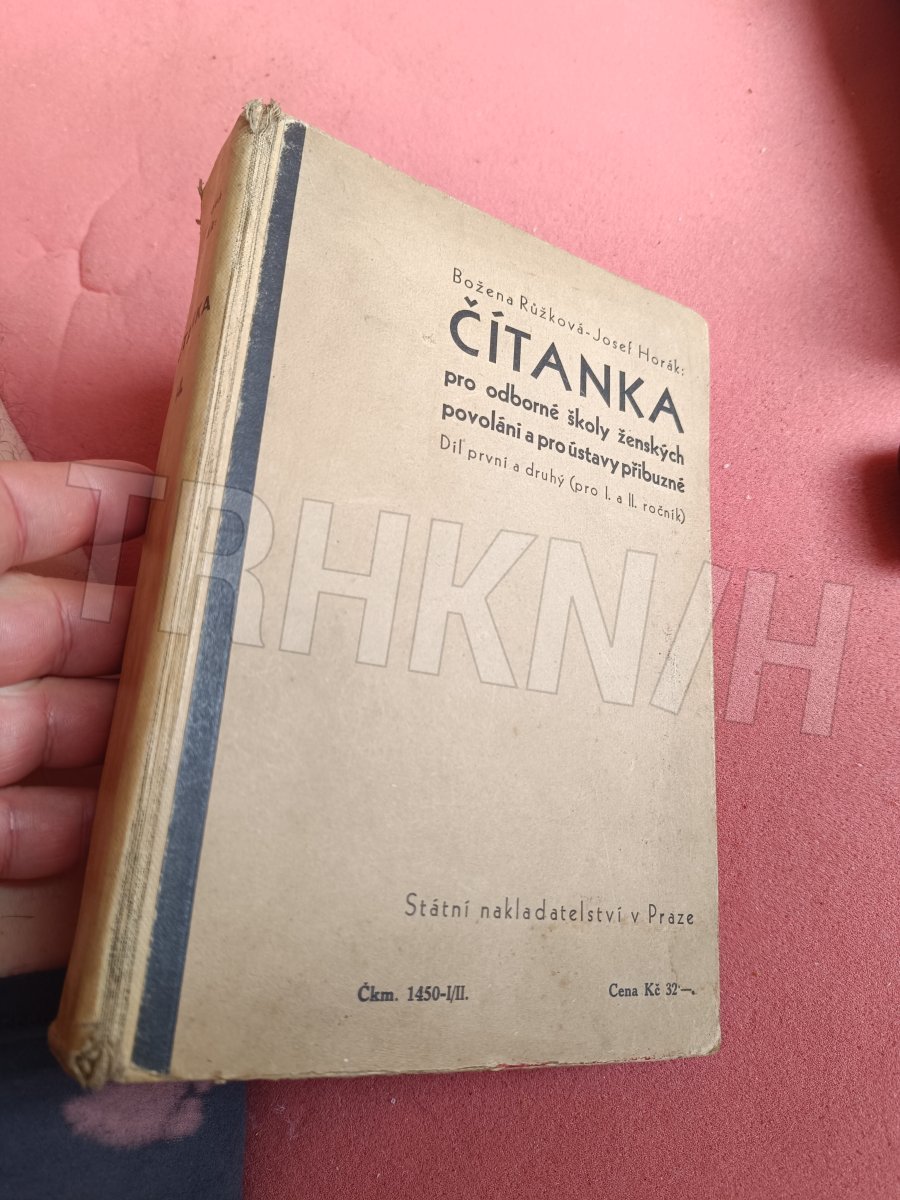 Božena Růžková-Josef Horák:
ČÍTANKA
pro odborné školy ženských
povolání a pro ústavy příbuzné
Díl první a druhý (pro I. a II. ročník)
Státní nakladatelství v Praze
Čkm. 1450-I/II.
Cena Kč 32·—.
TRHKNIH